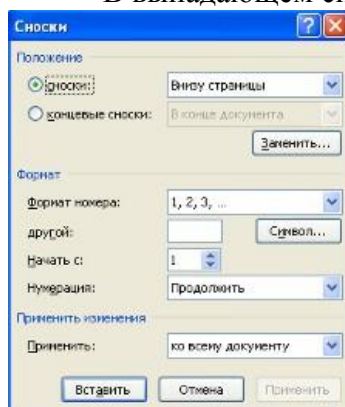 В выпадающем
Сноски
Положение
сноски: Внизу страницы
концевые сноски: В конце документа
Заменить...
Формат
Формат номера: 1, 2, 3, ...
другой: Символ...
Начать с: 1
Нумерация: Продолжить
Применить изменения
Применить: ко всему документу
Вставить Отмена Применить